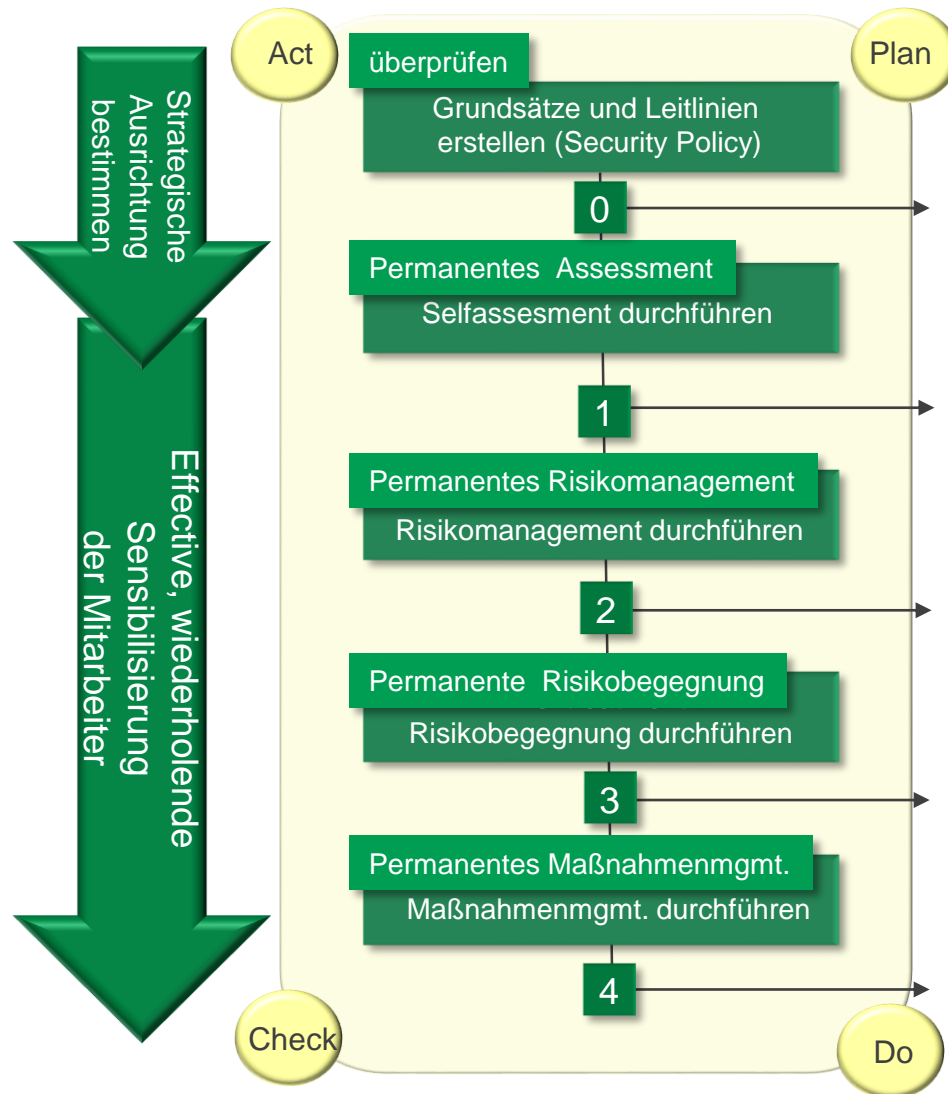 Act
Plan
überprüfen
Grundsätze und Leitlinien
erstellen (Security Policy)
0
Strategische
Ausrichtung
bestimmen
Permanentes Assessment
Selfassesment durchführen
1
Permanentes Risikomanagement
Risikomanagement durchführen
2
Effective, wiederholende
Sensibilisierung
der Mitarbeiter
Permanente Risikobegegnung
Risikobegegnung durchführen
3
Permanentes Maßnahmenmgmt.
Maßnahmenmgmt. durchführen
4
Check
Do